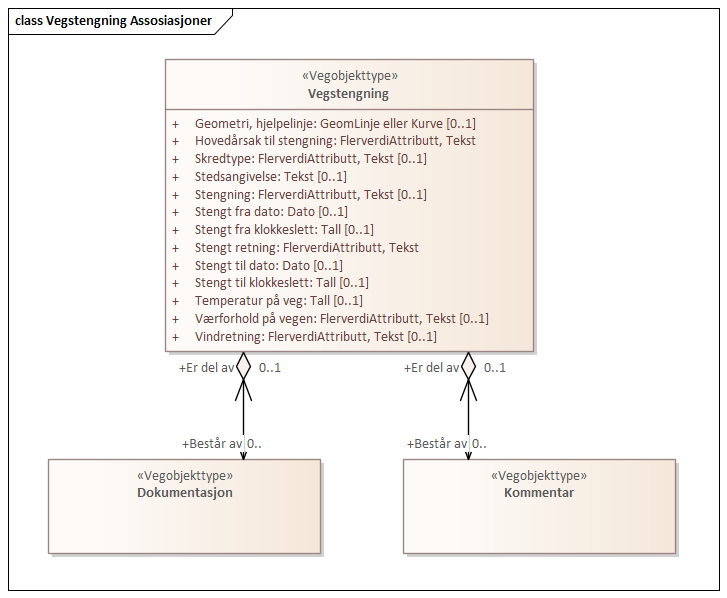 class Vegstengning Assosiasjoner
«Vegobjekttype»
Vegstengning
+ Geometri, hjelpelinje: GeomLinje eller Kurve [0..1]
+ Hovedårsak til stengning: FlerverdiAttributt, Tekst
+ Skredtype: FlerverdiAttributt, Tekst [0..1]
+ Stedsangivelse: Tekst [0..1]
+ Stengning: FlerverdiAttributt, Tekst [0..1]
+ Stengt fra dato: Dato [0..1]
+ Stengt fra klokkeslett: Tall [0..1]
+ Stengt retning: FlerverdiAttributt, Tekst
+ Stengt til dato: Dato [0..1]
+ Stengt til klokkeslett: Tall [0..1]
+ Temperatur på veg: Tall [0..1]
+ Værforhold på vegen: FlerverdiAttributt, Tekst [0..1]
+ Vindretning: FlerverdiAttributt, Tekst [0..1]
+Er del av 0..1 +Er del av 0..1
+Består av 0.. +Består av 0..
«Vegobjekttype» «Vegobjekttype»
Dokumentasjon Kommentar